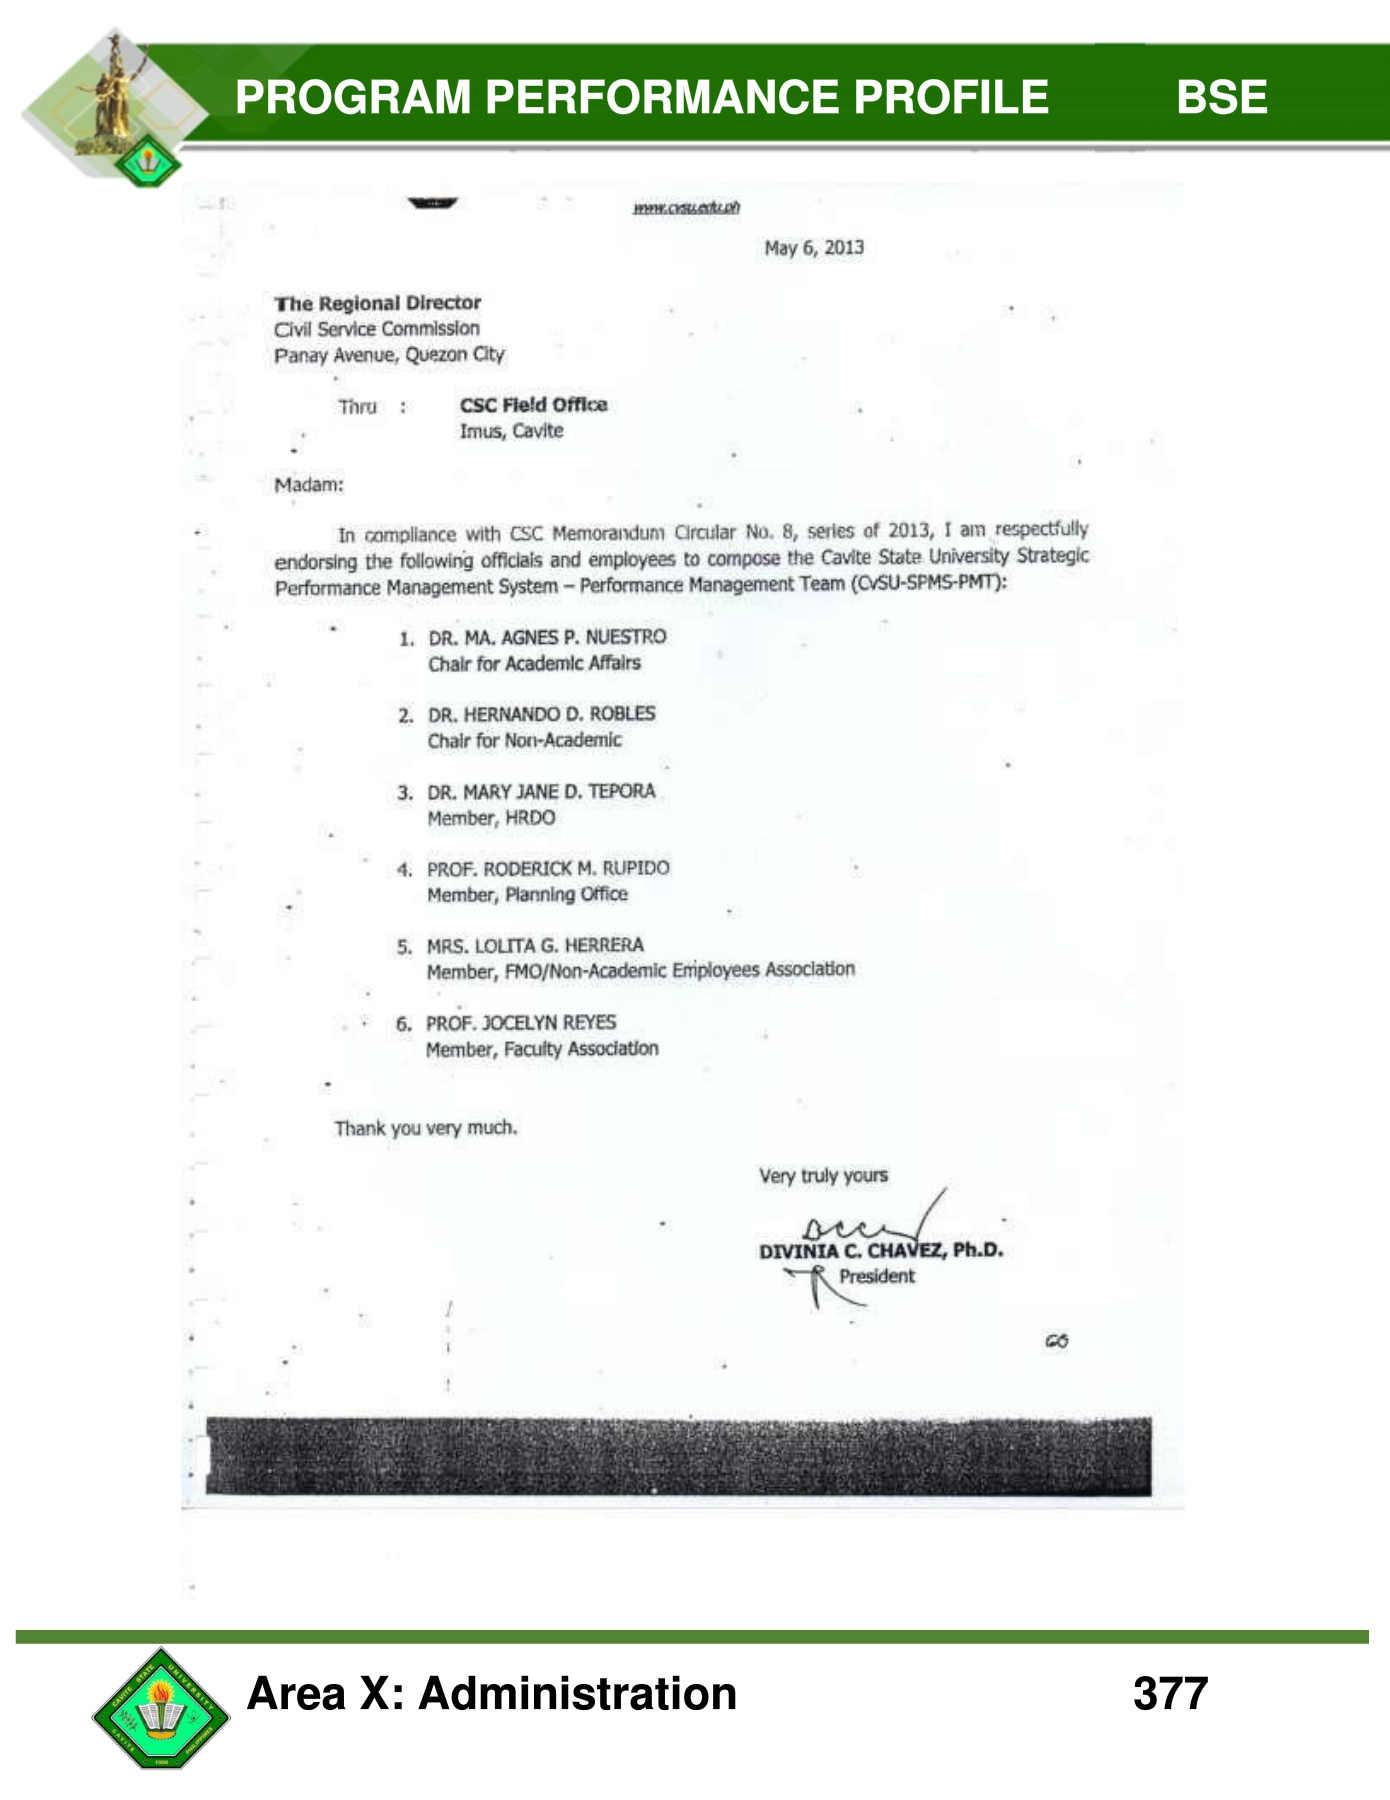 PROGRAM PERFORMANCE PROFILE BSE
www.cvsu.edu.ph
May 6, 2013
The Regional Director
Civil Service Commission
Panay Avenue, Quezon City
Thru : CSC Field Office
Imus, Cavite
Madam:
In compliance with CSC Memorandum Circular No. 8, series of 2013, I am respectfully
endorsing the following officials and employees to compose the Cavite State University Strategic
Performance Management System – Performance Management Team (CvSU-SPMS-PMT):
1. DR. MA. AGNES P. NUESTRO
Chair for Academic Affairs
2. DR. HERNANDO D. ROBLES
Chair for Non-Academic
3. DR. MARY JANE D. TEPORA
Member, HRDO
4. PROF. RODERICK M. RUPIDO
Member, Planning Office
5. MRS. LOLITA G. HERRERA
Member, FMO/Non-Academic Employees Association
6. PROF. JOCELYN REYES
Member, Faculty Association
Thank you very much.
Very truly yours
DIVINIA C. CHAVEZ, Ph.D.
President
CAVITE STATE UNIVERSITY
CAVITE PHILIPPINES
1906
Area X: Administration 377